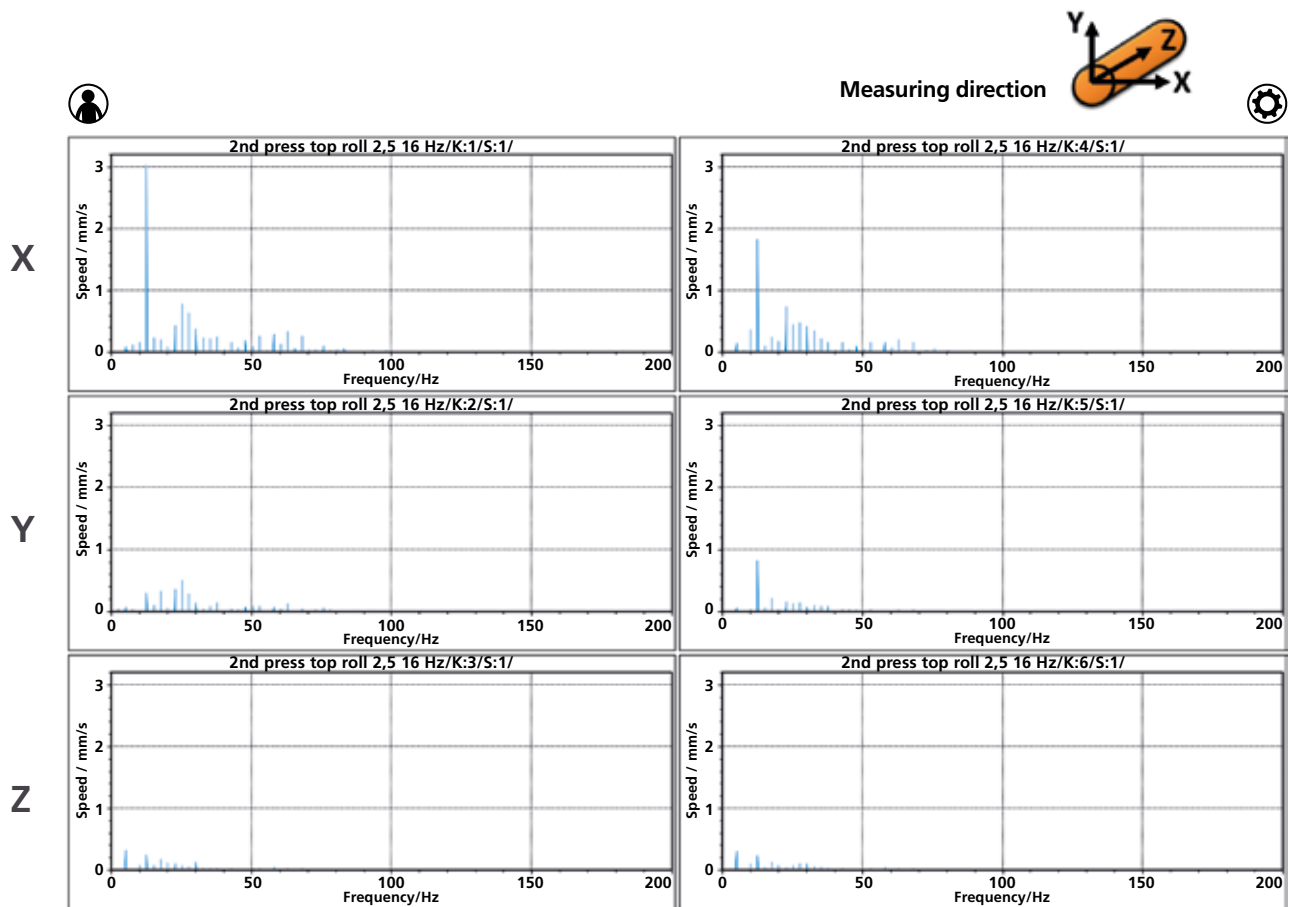 Y
Z
X
Measuring direction
2nd press top roll 2,5 16 Hz/K:1/S:1/
3
2
1
0
Speed / mm/s
0 50 100 150 200
Frequency/Hz
2nd press top roll 2,5 16 Hz/K:4/S:1/
3
2
1
0
Speed / mm/s
0 50 100 150 200
Frequency/Hz
X
2nd press top roll 2,5 16 Hz/K:2/S:1/
3
2
1
0
Speed / mm/s
0 50 100 150 200
Frequency/Hz
2nd press top roll 2,5 16 Hz/K:5/S:1/
3
2
1
0
Speed / mm/s
0 50 100 150 200
Frequency/Hz
Y
2nd press top roll 2,5 16 Hz/K:3/S:1/
3
2
1
0
Speed / mm/s
0 50 100 150 200
Frequency/Hz
2nd press top roll 2,5 16 Hz/K:6/S:1/
3
2
1
0
Speed / mm/s
0 50 100 150 200
Frequency/Hz
Z